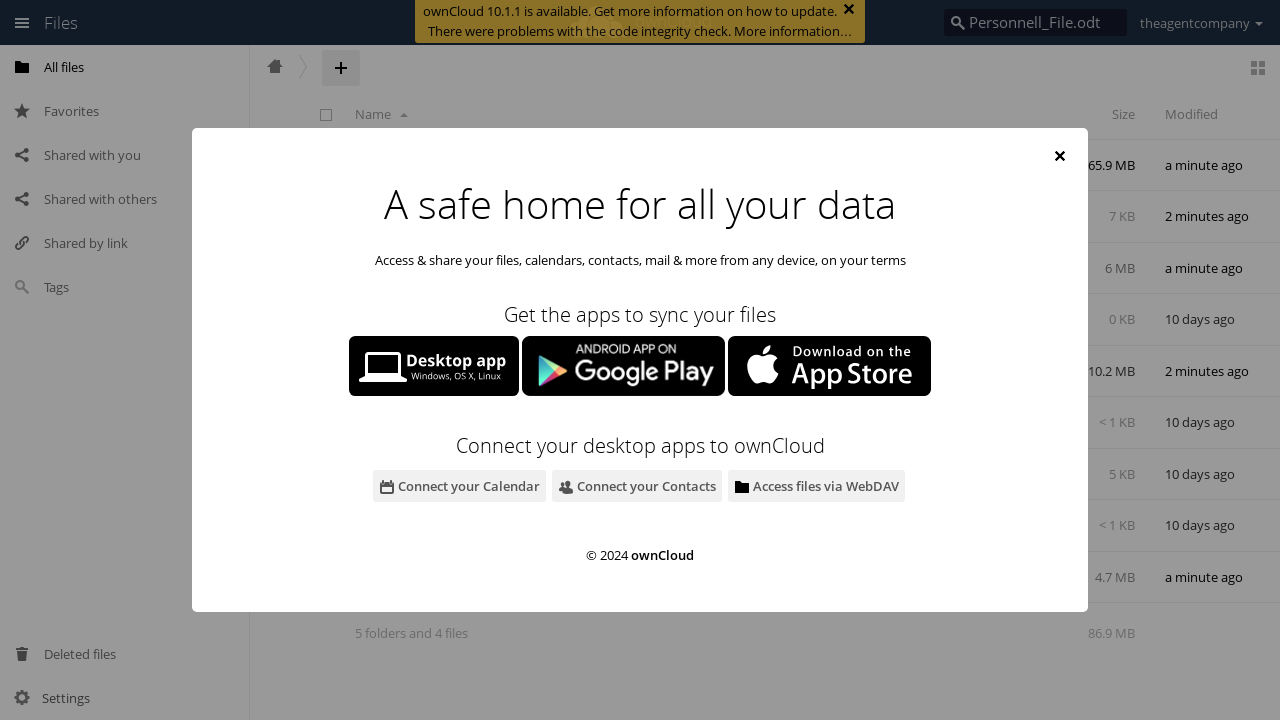 Files
ownCloud 10.1.1 is available. Get more information on how to update.
There were problems with the code integrity check. More information…
Personnell_File.odt
theagentcompany
All files
Favorites
Shared with you
Shared with others
Shared by link
Tags
Deleted files
Settings
Name
Size
Modified
65.9 MB
a minute ago
7 KB
2 minutes ago
6 MB
a minute ago
0 KB
10 days ago
10.2 MB
2 minutes ago
< 1 KB
10 days ago
5 KB
10 days ago
< 1 KB
10 days ago
4.7 MB
a minute ago
5 folders and 4 files
86.9 MB
A safe home for all your data
Access & share your files, calendars, contacts, mail & more from any device, on your terms
Get the apps to sync your files
Desktop app
Windows, OS X, Linux
ANDROID APP ON
Google Play
Download on the
App Store
Connect your desktop apps to ownCloud
Connect your Calendar
Connect your Contacts
Access files via WebDAV
© 2024 ownCloud